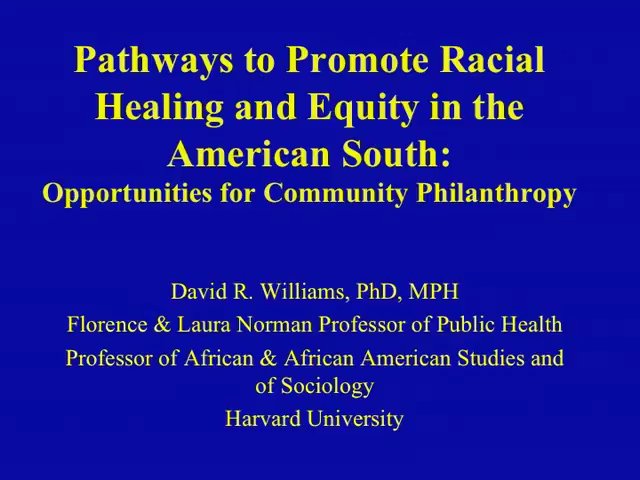 Pathways to Promote Racial
Healing and Equity in the
American South:
Opportunities for Community Philanthropy
David R. Williams, PhD, MPH
Florence & Laura Norman Professor of Public Health
Professor of African & African American Studies and
of Sociology
Harvard University